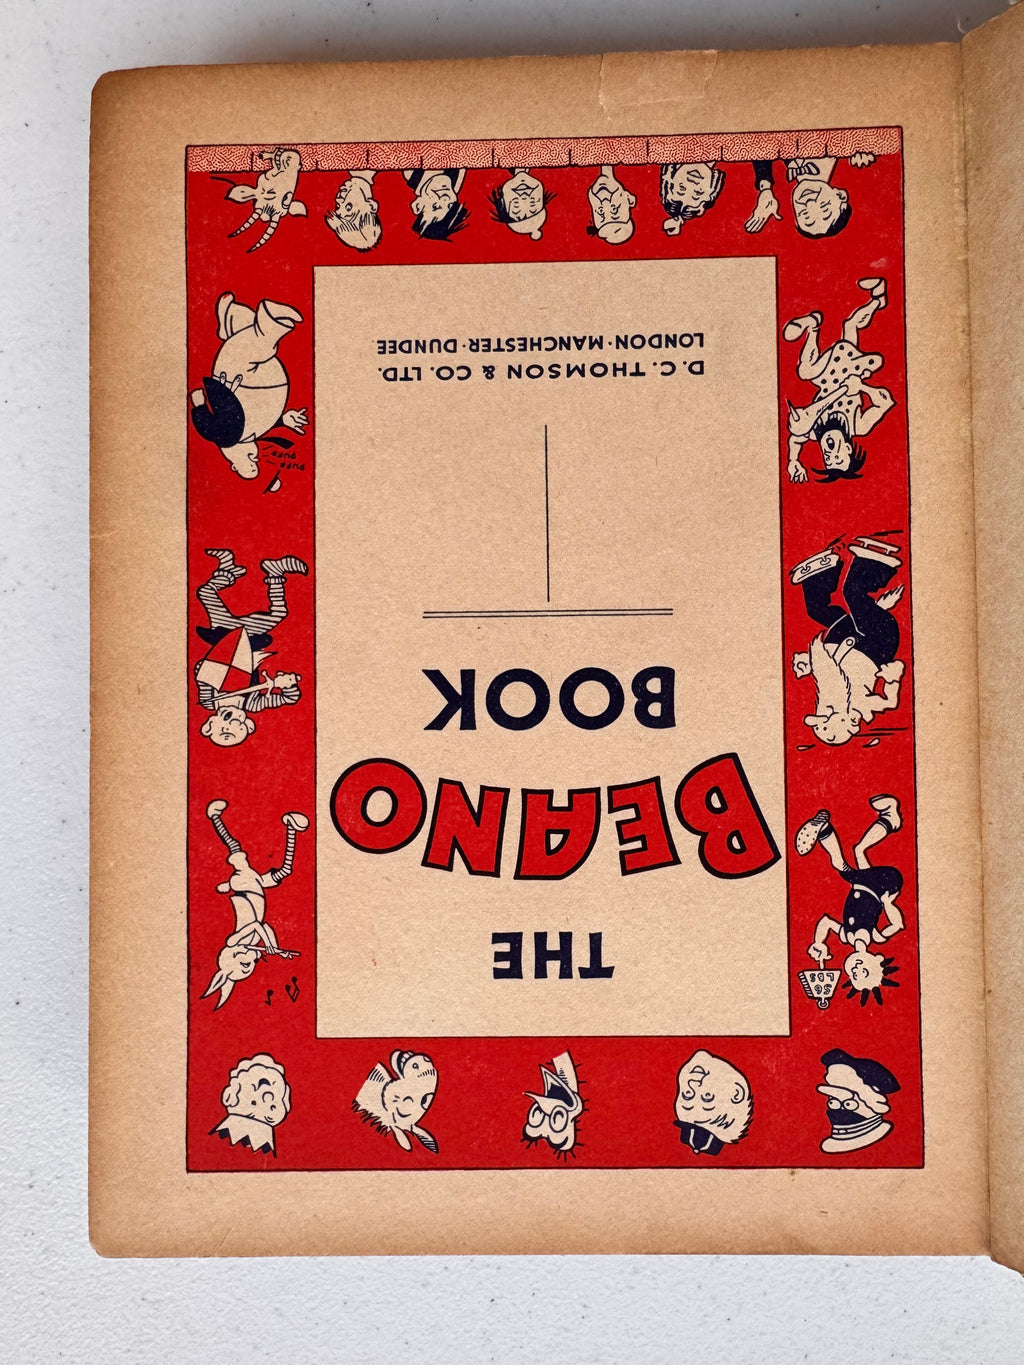 THE
BEANO
BOOK
D. C. THOMSON & CO. LTD.
LONDON · MANCHESTER · DUNDEE
56
LBS
PUFF
PUFF